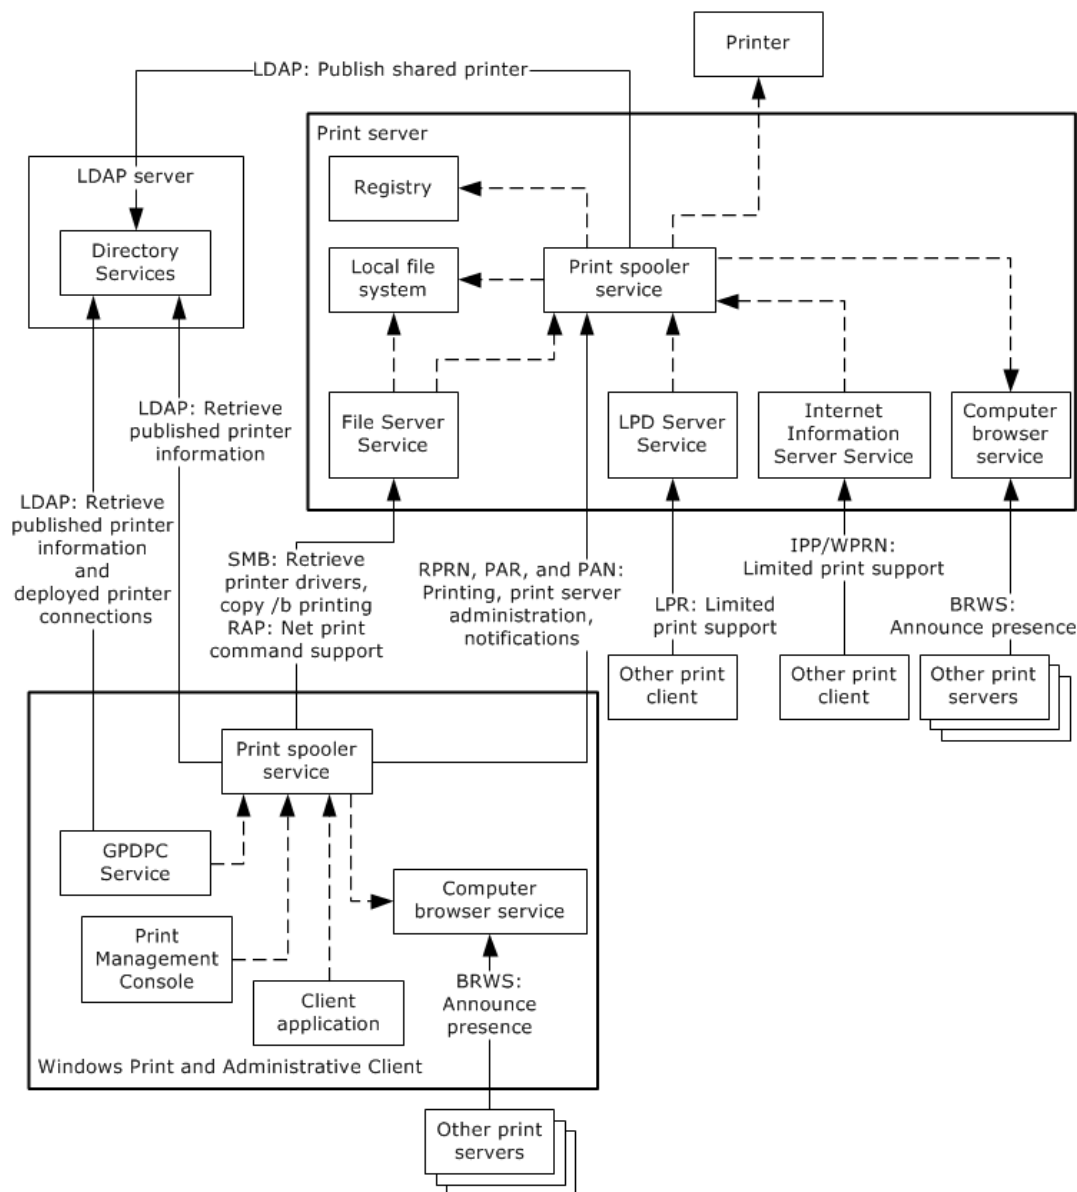 Printer
LDAP: Publish shared printer
Print server
LDAP server
Registry
Directory
Services
Local file
system
Print spooler
service
LDAP: Retrieve
published printer
information
File Server
Service
LPD Server
Service
Internet
Information
Server Service
Computer
browser
service
LDAP: Retrieve
published printer
information
and
deployed printer
connections
SMB: Retrieve
printer drivers,
copy /b printing
RAP: Net print
command support
RPRN, PAR, and PAN:
Printing, print server
administration,
notifications
IPP/WPRN:
Limited print support
LPR: Limited
print support
BRWS:
Announce presence
Other print
client
Other print
client
Other print
servers
Print spooler
service
GPDPC
Service
Computer
browser service
Print
Management
Console
Client
application
BRWS:
Announce
presence
Windows Print and Administrative Client
Other print
servers